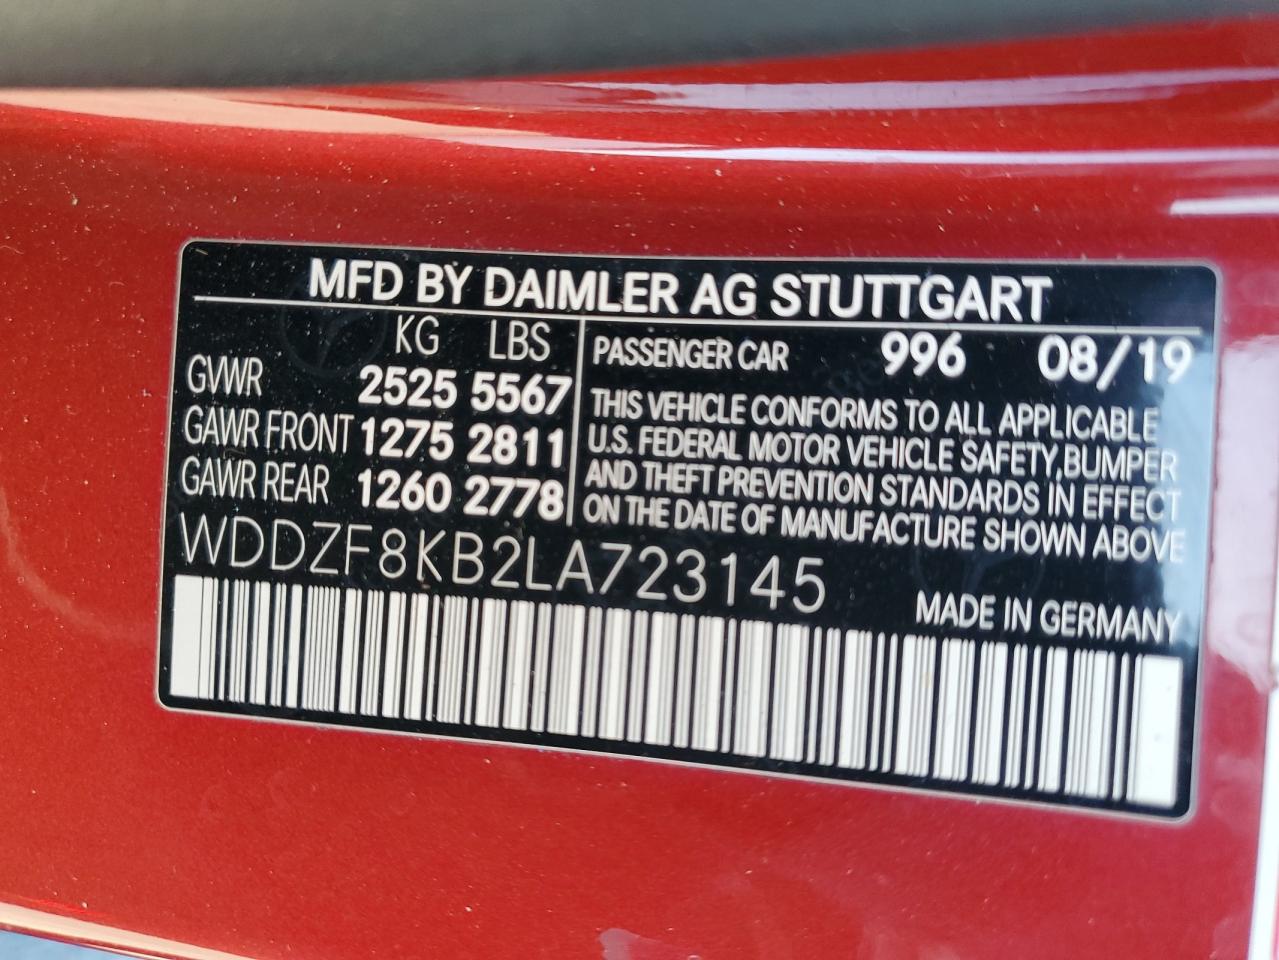 MFD BY DAIMLER AG STUTTGART
KG LBS
GVWR 2525 5567
GAWR FRONT 1275 2811
GAWR REAR 1260 2778
PASSENGER CAR 996 08/19
THIS VEHICLE CONFORMS TO ALL APPLICABLE
U.S. FEDERAL MOTOR VEHICLE SAFETY, BUMPER
AND THEFT PREVENTION STANDARDS IN EFFECT
ON THE DATE OF MANUFACTURE SHOWN ABOVE
WDDZF8KB2LA723145
MADE IN GERMANY